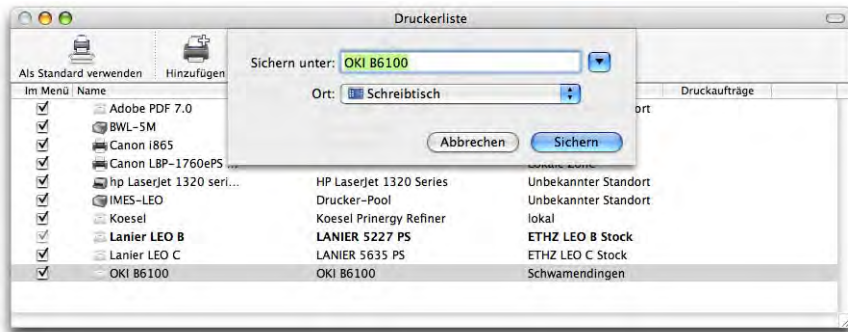 Druckerliste
Als Standard verwenden Hinzufügen
Sichern unter: OKI B6100
Ort: Schreibtisch
Abbrechen Sichern
Im Menü Name Druckaufträge
Adobe PDF 7.0
BWL-5M
Canon i865
Canon LBP-1760ePS ...
hp LaserJet 1320 seri... HP LaserJet 1320 Series Unbekannter Standort
IMES-LEO Drucker-Pool Unbekannter Standort
Koesel Koesel Prinergy Refiner lokal
Lanier LEO B LANIER 5227 PS ETHZ LEO B Stock
Lanier LEO C LANIER 5635 PS ETHZ LEO C Stock
OKI B6100 OKI B6100 Schwamendingen